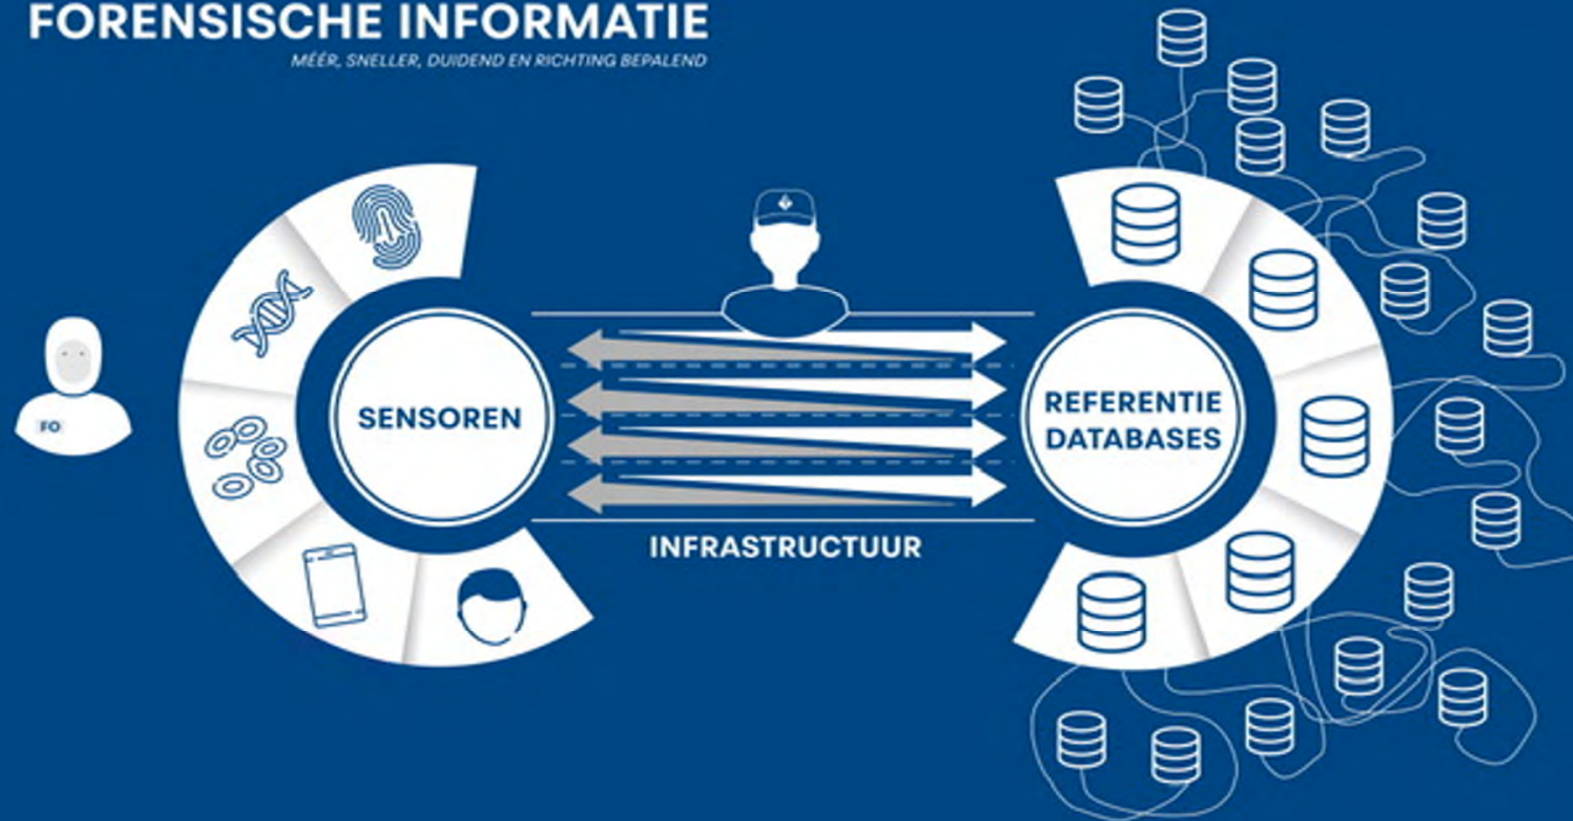 FORENSISCHE INFORMATIE
MÉÉR, SNELLER, DUIDEND EN RICHTING BEPALEND
FO
SENSOREN
REFERENTIE
DATABASES
INFRASTRUCTUUR